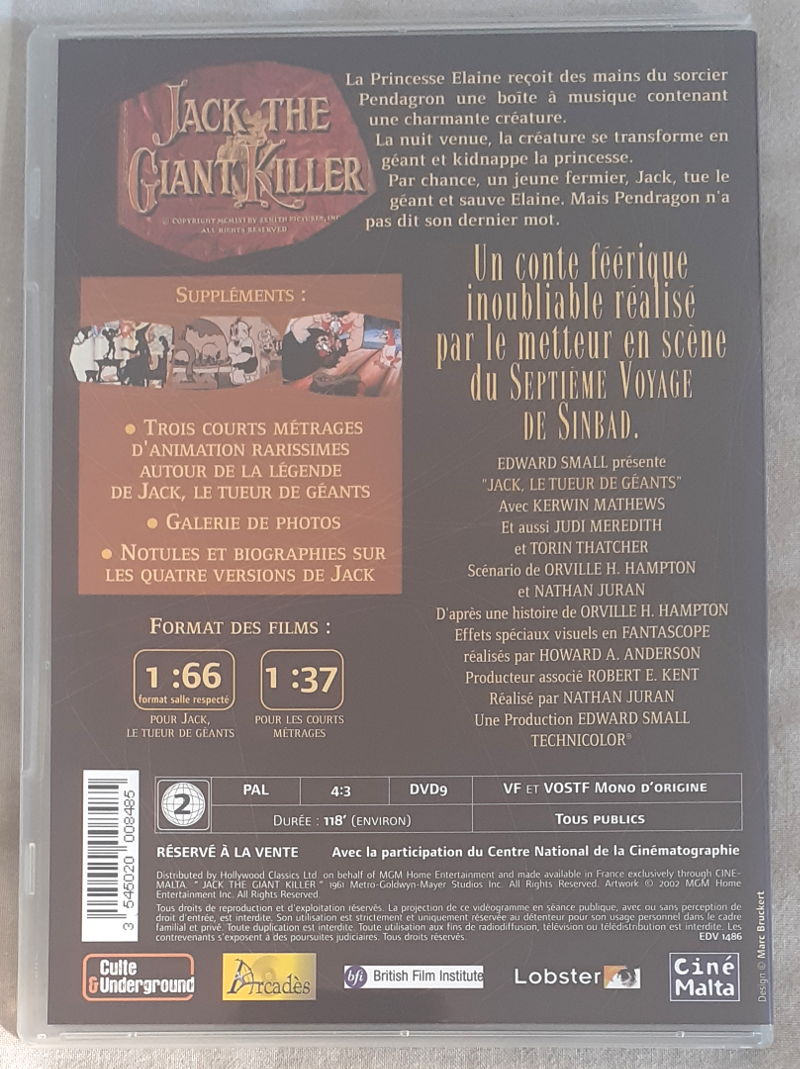 JACK THE
GIANT KILLER
© COPYRIGHT MCMLXI BY ZENITH PICTURES, INC
ALL RIGHTS RESERVED
La Princesse Elaine reçoit des mains du sorcier
Pendagron une boîte à musique contenant
une charmante créature.
La nuit venue, la créature se transforme en
géant et kidnappe la princesse.
Par chance, un jeune fermier, Jack, tue le
géant et sauve Elaine. Mais Pendragon n'a
pas dit son dernier mot.
Un conte féérique
inoubliable réalisé
par le metteur en scène
du SEPTIÈME VOYAGE
DE SINBAD.
SUPPLÉMENTS :
• TROIS COURTS MÉTRAGES
D'ANIMATION RARISSIMES
AUTOUR DE LA LÉGENDE
DE JACK, LE TUEUR DE GÉANTS
• GALERIE DE PHOTOS
• NOTULES ET BIOGRAPHIES SUR
LES QUATRE VERSIONS DE JACK
EDWARD SMALL présente
"JACK, LE TUEUR DE GÉANTS"
Avec KERWIN MATHEWS
Et aussi JUDI MEREDITH
et TORIN THATCHER
Scénario de ORVILLE H. HAMPTON
et NATHAN JURAN
D'après une histoire de ORVILLE H. HAMPTON
Effets spéciaux visuels en FANTASCOPE
réalisés par HOWARD A. ANDERSON
Producteur associé ROBERT E. KENT
Réalisé par NATHAN JURAN
Une Production EDWARD SMALL
TECHNICOLOR®
FORMAT DES FILMS :
1 :66
format salle respecté
POUR JACK,
LE TUEUR DE GÉANTS
1 :37
POUR LES COURTS
MÉTRAGES
2
PAL 4:3 DVD9 VF ET VOSTF MONO D'ORIGINE
DURÉE : 118' (ENVIRON) TOUS PUBLICS
3 545020 008485
RÉSERVÉ À LA VENTE Avec la participation du Centre National de la Cinématographie
Distributed by Hollywood Classics Ltd on behalf of MGM Home Entertainment and made available in France exclusively through CINE-
MALTA. " JACK THE GIANT KILLER " 1961 Metro-Goldwyn-Mayer Studios Inc. All Rights Reserved. Artwork © 2002 MGM Home
Entertainment Inc. All Rights Reserved.
Tous droits de reproduction et d'exploitation réservés. La projection de ce vidéogramme en séance publique, avec ou sans perception de
droit d'entrée, est interdite. Son utilisation est strictement et uniquement réservée au détenteur pour son usage personnel dans le cadre
familial et privé. Toute duplication est interdite. Toute utilisation aux fins de radiodiffusion, télévision ou télédistribution est interdite. Les
contrevenants s'exposent à des poursuites judiciaires. Tous droits réservés.
EDV 1486
Design © Marc Bruckert
Culte
&Underground
Arcadès
bfi British Film Institute
Lobster
Ciné
Malta